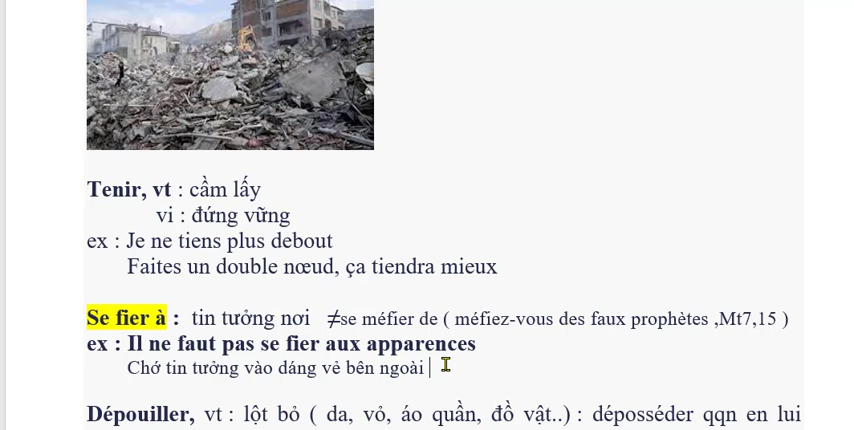 Tenir, vt : cầm lấy
vi : đứng vững
ex : Je ne tiens plus debout
Faites un double nœud, ça tiendra mieux
Se fier à : tin tưởng nơi ≠se méfier de ( méfiez-vous des faux prophètes ,Mt7,15 )
ex : Il ne faut pas se fier aux apparences
Chớ tin tưởng vào dáng vẻ bên ngoài
Dépouiller, vt : lột bỏ ( da, vỏ, áo quần, đồ vật..) : déposséder qqn en lui